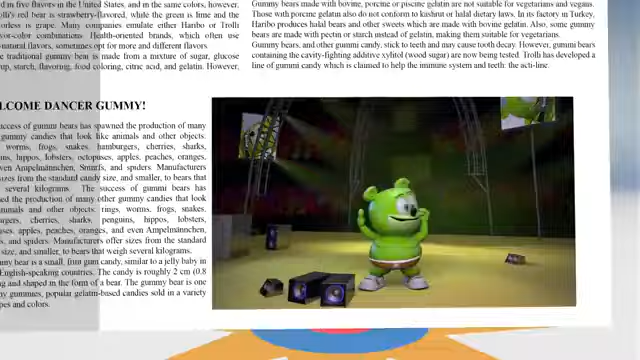 d in five flavors in the United States, and in the same colors, however,
olli's red bear is strawberry-flavored, while the green is lime and the
orless is grape. Many companies emulate either Haribo or Trolli
vor-color combinations Health-oriented brands, which often use
natural flavors, sometimes opt for more and different flavors
e traditional gummy bear is made from a mixture of sugar, glucose
up, starch, flavoring, food coloring, citric acid, and gelatin. However,
Gummy bears made with bovine, porcine or piscine gelatin are not suitable for vegetarians and vegans.
Those with porcine gelatin also do not conform to kashrut or halal dietary laws. In its factory in Turkey,
Haribo produces halal bears and other sweets which are made with bovine gelatin. Also, some gummy
bears are made with pectin or starch instead of gelatin, making them suitable for vegetarians.
Gummy bears, and other gummi candy, stick to teeth and may cause tooth decay. However, gummi bears
containing the cavity-fighting additive xylitol (wood sugar) are now being tested. Trolli has developed a
line of gummi candy which is claimed to help the immune system and teeth: the acti-line.
LCOME DANCER GUMMY!
uccess of gummi bears has spawned the production of many
gummy candies that look like animals and other objects.
worms, frogs, snakes, hamburgers, cherries, sharks,
ns, hippos, lobsters, octopuses, apples, peaches, oranges,
ven Ampelmännchen, Smurfs, and spiders. Manufacturers
sizes from the standard candy size, and smaller, to bears that
several kilograms. The success of gummi bears has
ed the production of many other gummy candies that look
nimals and other objects: rings, worms, frogs, snakes,
urgers, cherries, sharks, penguins, hippos, lobsters,
uses, apples, peaches, oranges, and even Ampelmännchen,
s, and spiders. Manufacturers offer sizes from the standard
size, and smaller, to bears that weigh several kilograms.
my bear is a small, fruit gum candy, similar to a jelly baby in
English-speaking countries. The candy is roughly 2 cm (0.8
g and shaped in the form of a bear. The gummy bear is one
ny gummies, popular gelatin-based candies sold in a variety
pes and colors.